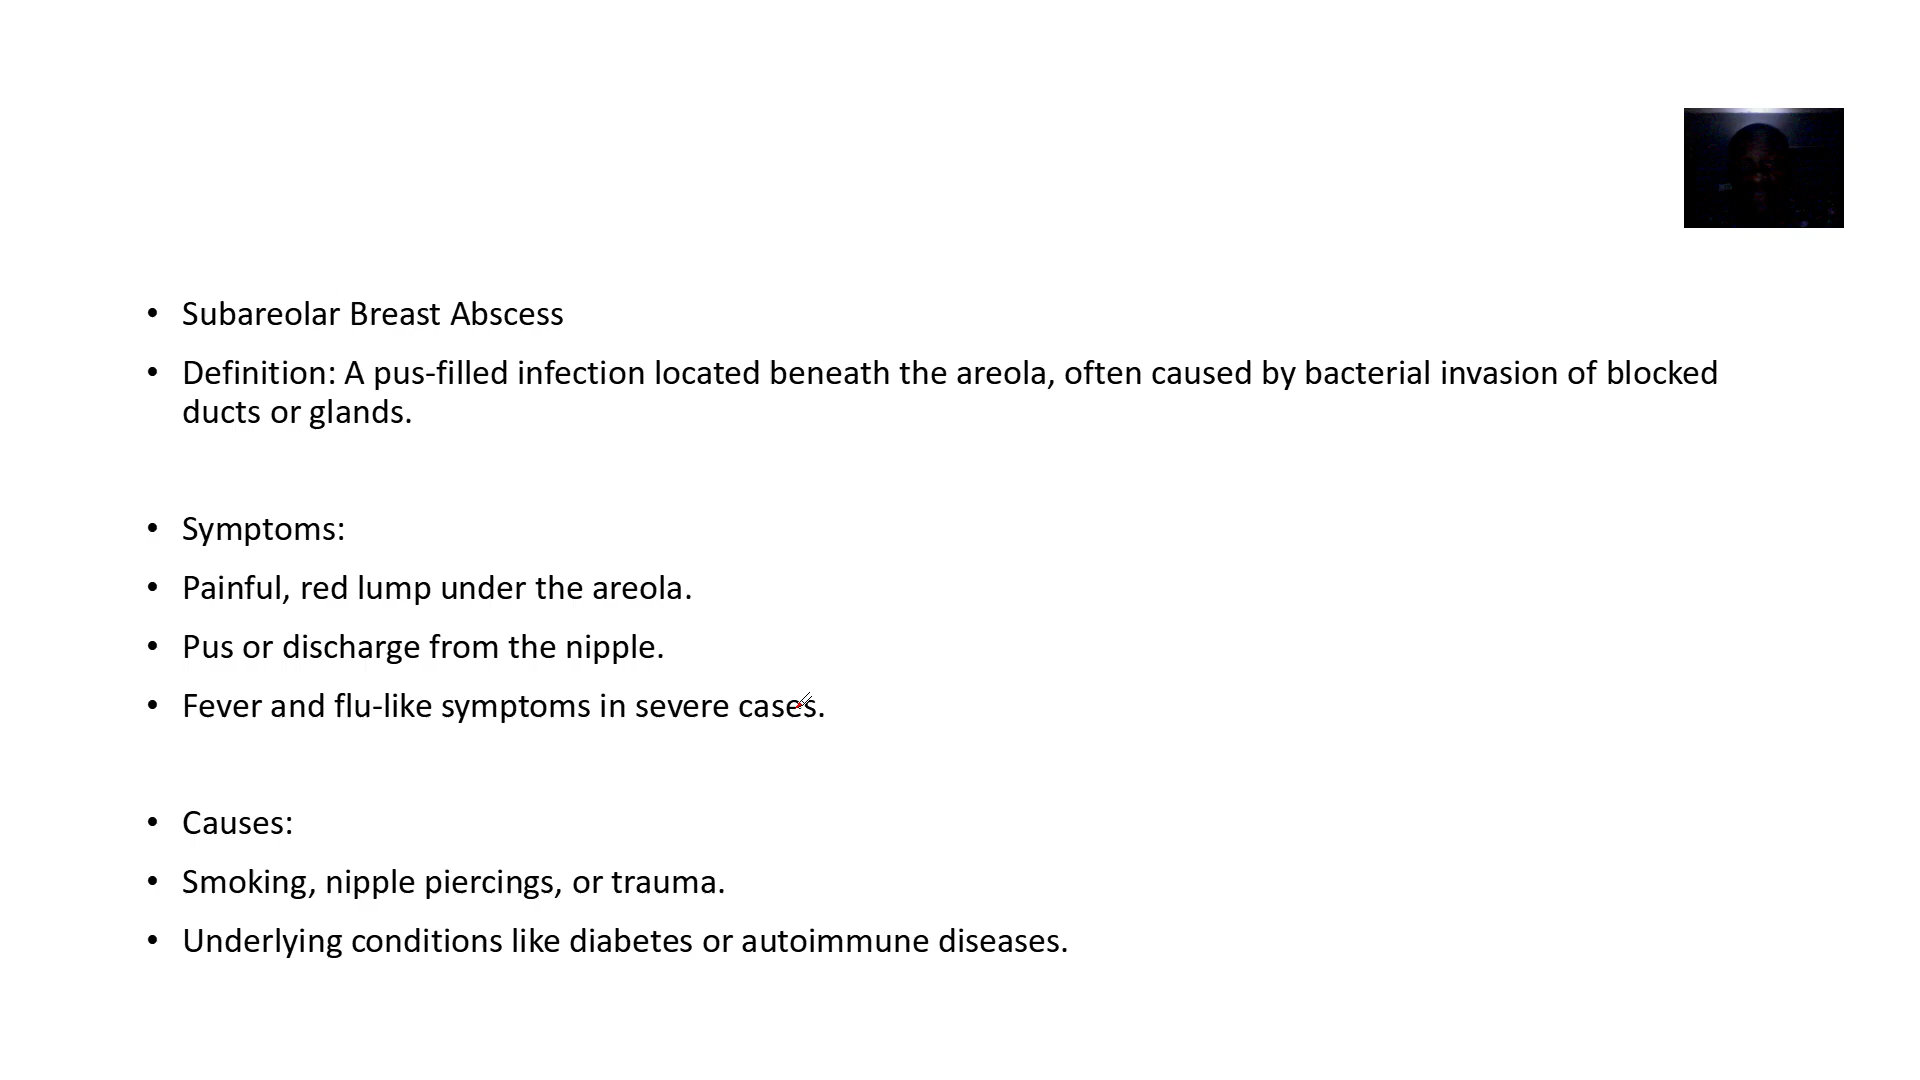 • Subareolar Breast Abscess
• Definition: A pus-filled infection located beneath the areola, often caused by bacterial invasion of blocked
ducts or glands.
• Symptoms:
• Painful, red lump under the areola.
• Pus or discharge from the nipple.
• Fever and flu-like symptoms in severe cases.
• Causes:
• Smoking, nipple piercings, or trauma.
• Underlying conditions like diabetes or autoimmune diseases.